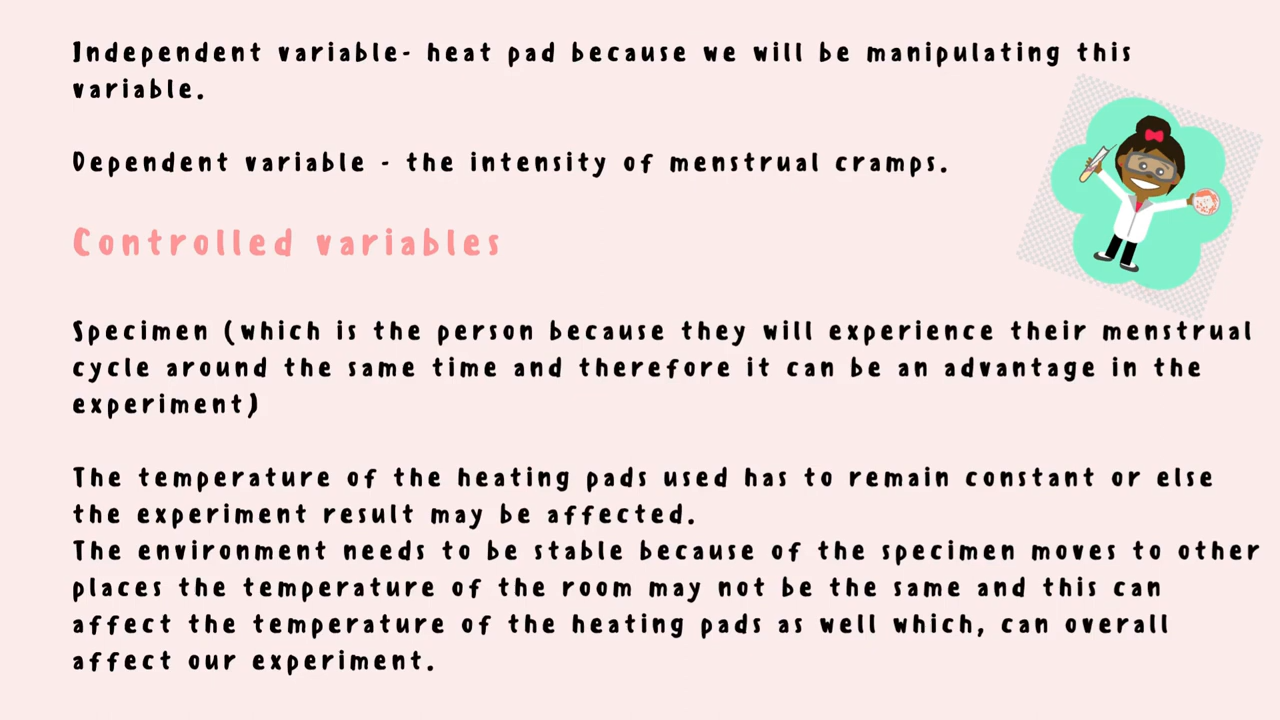 Independent variable- heat pad because we will be manipulating this
variable.
Dependent variable - the intensity of menstrual cramps.
Controlled variables
Specimen (which is the person because they will experience their menstrual
cycle around the same time and therefore it can be an advantage in the
experiment)
The temperature of the heating pads used has to remain constant or else
the experiment result may be affected.
The environment needs to be stable because of the specimen moves to other
places the temperature of the room may not be the same and this can
affect the temperature of the heating pads as well which, can overall
affect our experiment.